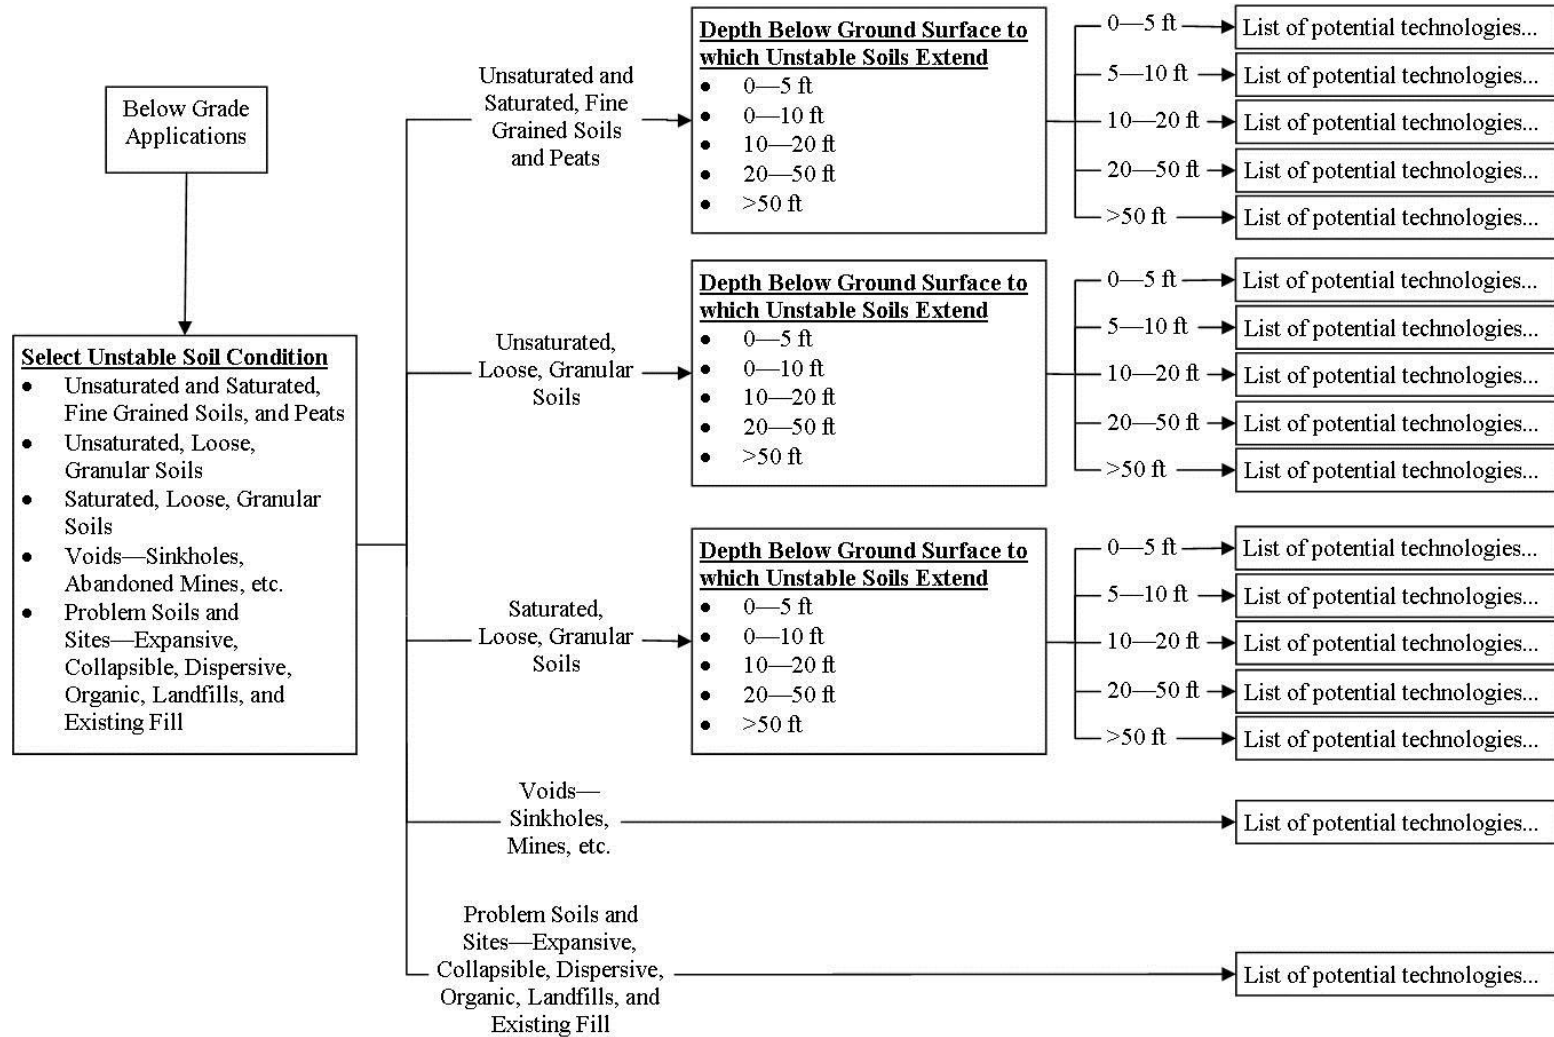 Below Grade
Applications
Select Unstable Soil Condition
● Unsaturated and Saturated,
Fine Grained Soils, and Peats
● Unsaturated, Loose,
Granular Soils
● Saturated, Loose, Granular
Soils
● Voids—Sinkholes,
Abandoned Mines, etc.
● Problem Soils and
Sites—Expansive,
Collapsible, Dispersive,
Organic, Landfills, and
Existing Fill
Unsaturated and
Saturated, Fine
Grained Soils
and Peats
Depth Below Ground Surface to
which Unstable Soils Extend
● 0—5 ft
● 0—10 ft
● 10—20 ft
● 20—50 ft
● >50 ft
0—5 ft
List of potential technologies...
5—10 ft
List of potential technologies...
10—20 ft
List of potential technologies...
20—50 ft
List of potential technologies...
>50 ft
List of potential technologies...
Unsaturated,
Loose, Granular
Soils
Depth Below Ground Surface to
which Unstable Soils Extend
● 0—5 ft
● 0—10 ft
● 10—20 ft
● 20—50 ft
● >50 ft
0—5 ft
List of potential technologies...
5—10 ft
List of potential technologies...
10—20 ft
List of potential technologies...
20—50 ft
List of potential technologies...
>50 ft
List of potential technologies...
Saturated,
Loose, Granular
Soils
Depth Below Ground Surface to
which Unstable Soils Extend
● 0—5 ft
● 0—10 ft
● 10—20 ft
● 20—50 ft
● >50 ft
0—5 ft
List of potential technologies...
5—10 ft
List of potential technologies...
10—20 ft
List of potential technologies...
20—50 ft
List of potential technologies...
>50 ft
List of potential technologies...
Voids—
Sinkholes,
Mines, etc.
List of potential technologies...
Problem Soils and
Sites—Expansive,
Collapsible, Dispersive,
Organic, Landfills, and
Existing Fill
List of potential technologies...